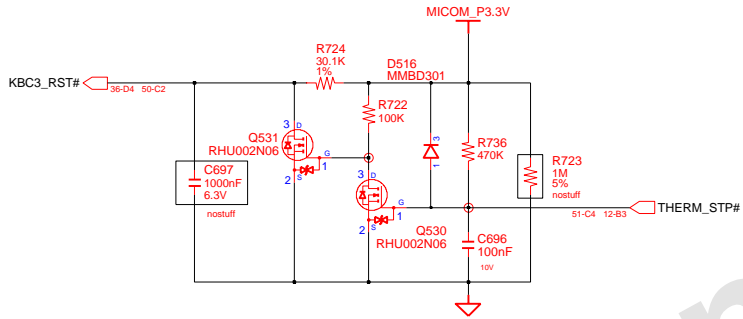 MICOM_P3.3V
R724
30.1K
1%
D516
MMBD301
KBC3_RST#
36-D4 50-C2
R722
100K
3 D
Q531
RHU002N06
G
1
2 S
3
1
R736
470K
R723
1M
5%
nostuff
C697
1000nF
6.3V
nostuff
3 D
G
1
2 S
Q530
RHU002N06
C696
100nF
10V
51-C4 12-B3
THERM_STP#